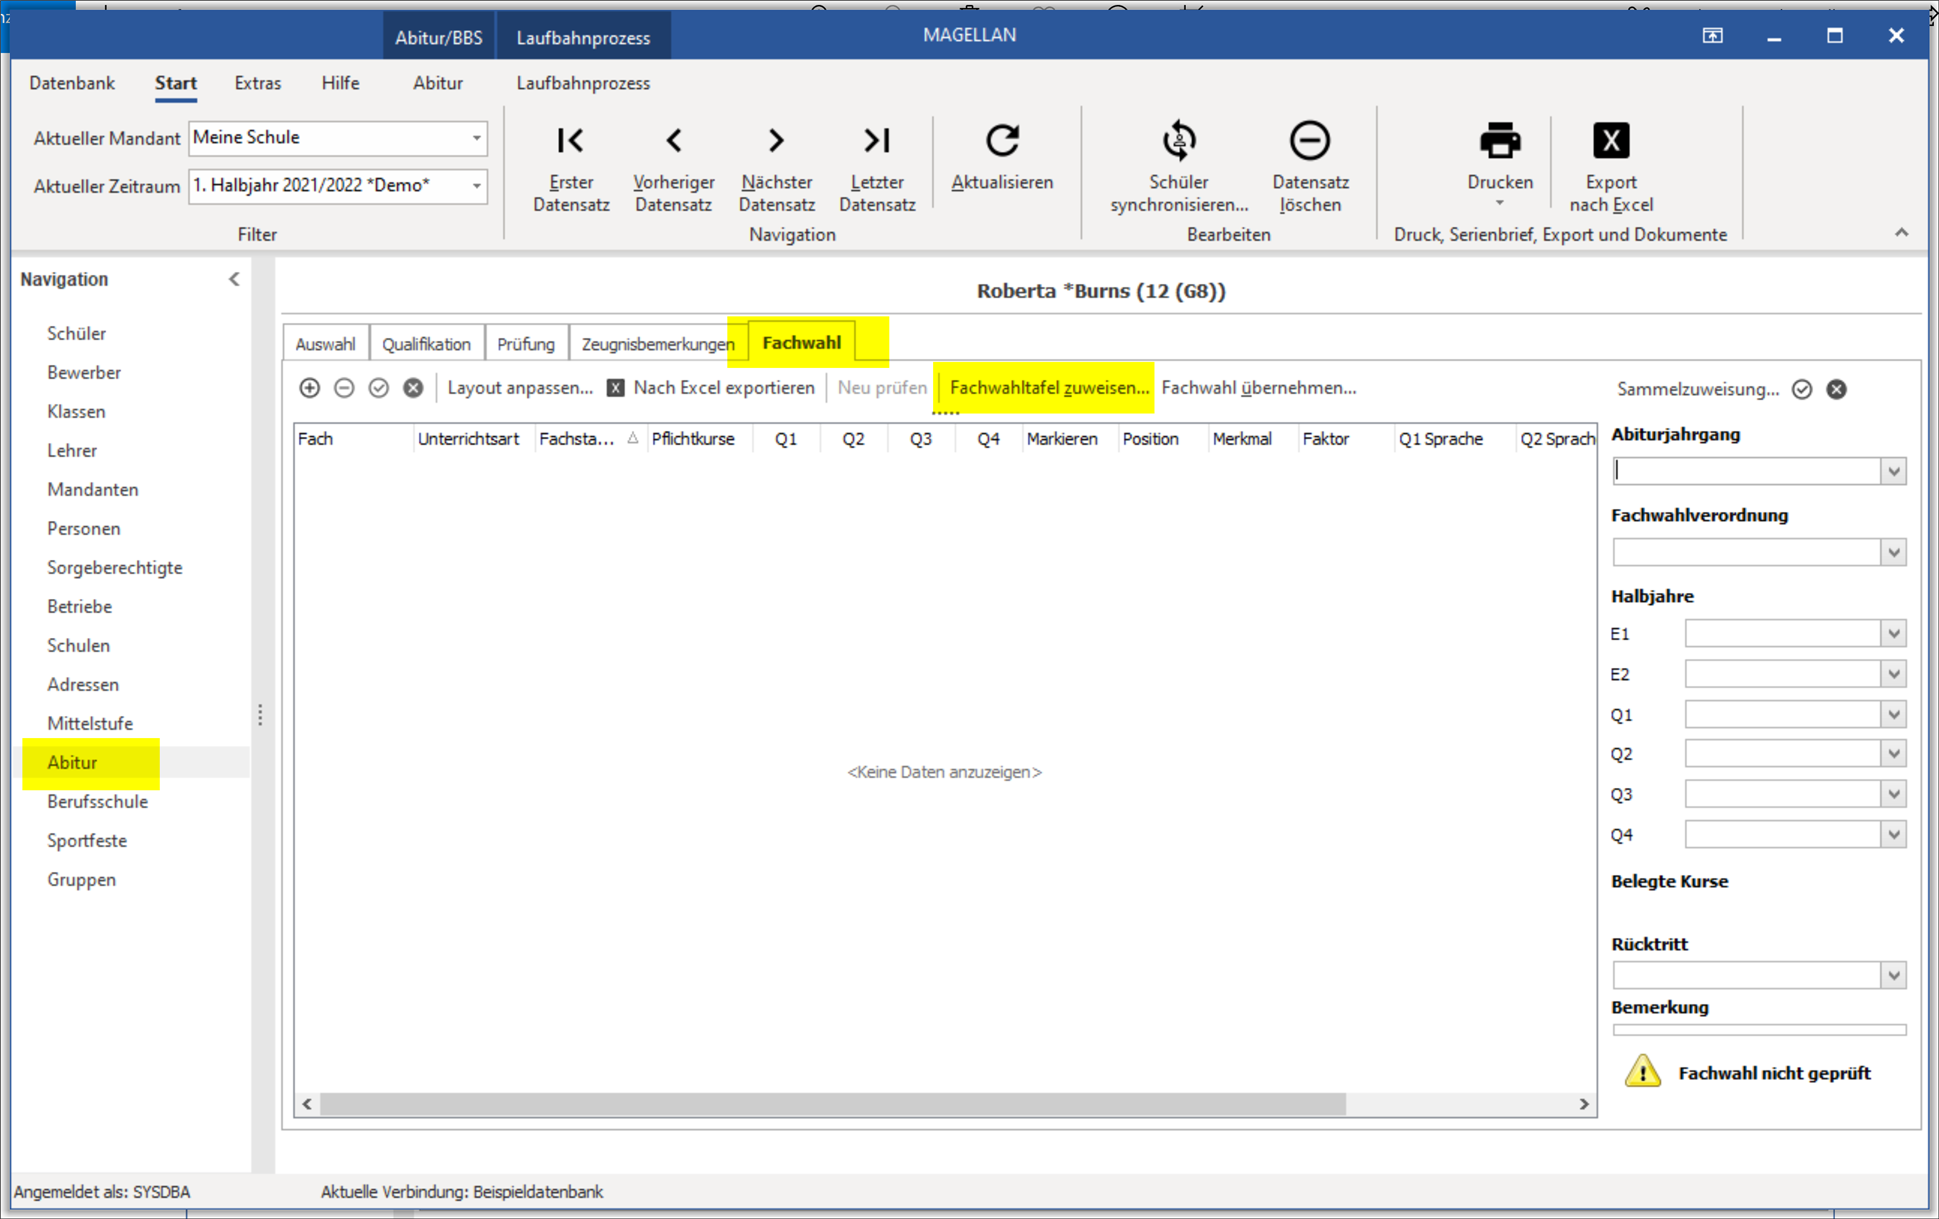 Abitur/BBS Laufbahnprozess MAGELLAN
Datenbank Start Extras Hilfe Abitur Laufbahnprozess
Aktueller Mandant Meine Schule
Aktueller Zeitraum 1. Halbjahr 2021/2022 *Demo*
Filter
Erster Datensatz
Vorheriger Datensatz
Nächster Datensatz
Letzter Datensatz
Aktualisieren
Navigation
Schüler synchronisieren...
Datensatz löschen
Bearbeiten
Drucken
Export nach Excel
Druck, Serienbrief, Export und Dokumente
Navigation
Schüler
Bewerber
Klassen
Lehrer
Mandanten
Personen
Sorgeberechtigte
Betriebe
Schulen
Adressen
Mittelstufe
Abitur
Berufsschule
Sportfeste
Gruppen
Roberta *Burns (12 (G8))
Auswahl Qualifikation Prüfung Zeugnisbemerkungen Fachwahl
Layout anpassen... X Nach Excel exportieren Neu prüfen Fachwahltafel zuweisen... Fachwahl übernehmen... Sammelzuweisung...
Fach Unterrichtsart Fachsta... Pflichtkurse Q1 Q2 Q3 Q4 Markieren Position Merkmal Faktor Q1 Sprache Q2 Sprach
<Keine Daten anzuzeigen>
Abiturjahrgang
Fachwahlverordnung
Halbjahre
E1
E2
Q1
Q2
Q3
Q4
Belegte Kurse
Rücktritt
Bemerkung
Fachwahl nicht geprüft
Angemeldet als: SYSDBA Aktuelle Verbindung: Beispieldatenbank